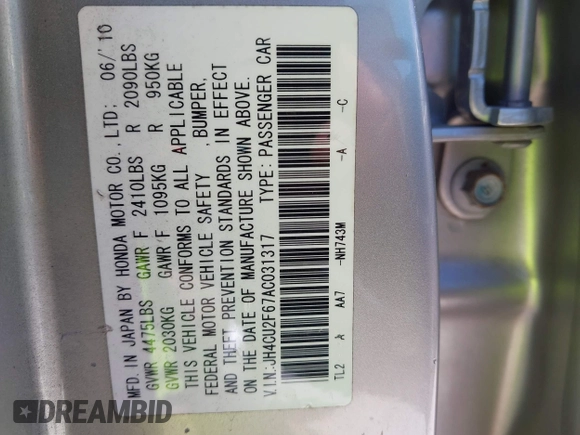 MFD. IN JAPAN BY HONDA MOTOR CO., LTD; 06/'10
GVWR 4475LBS GAWR F 2410LBS R 2090LBS
GVWR 2030KG GAWR F 1095KG R 950KG
THIS VEHICLE CONFORMS TO ALL APPLICABLE
FEDERAL MOTOR VEHICLE SAFETY , BUMPER,
AND THEFT PREVENTION STANDARDS IN EFFECT
ON THE DATE OF MANUFACTURE SHOWN ABOVE.
V.I.N:JH4CU2F67AC031317 TYPE: PASSENGER CAR
TL2 A AA7 -NH743M -A -C
DREAMBID